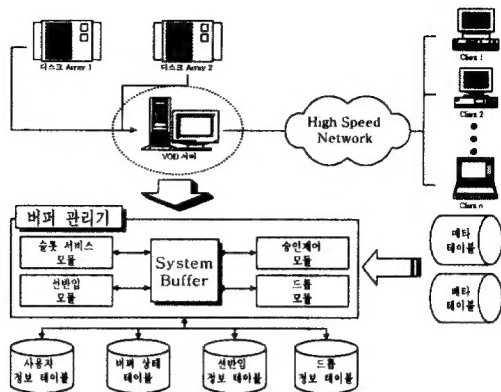 디스크 Array 1
디스크 Array 2
VOD 서버
High Speed
Network
Client 1
Client 2
Client n
버퍼 관리기
슬롯 서비스
모듈
선반입
모듈
System
Buffer
승인제어
모듈
드롭
모듈
메타
테이블
메타
테이블
사용자
정보 테이블
버퍼 상태
테이블
선반입
정보 테이블
드롭
정보 테이블